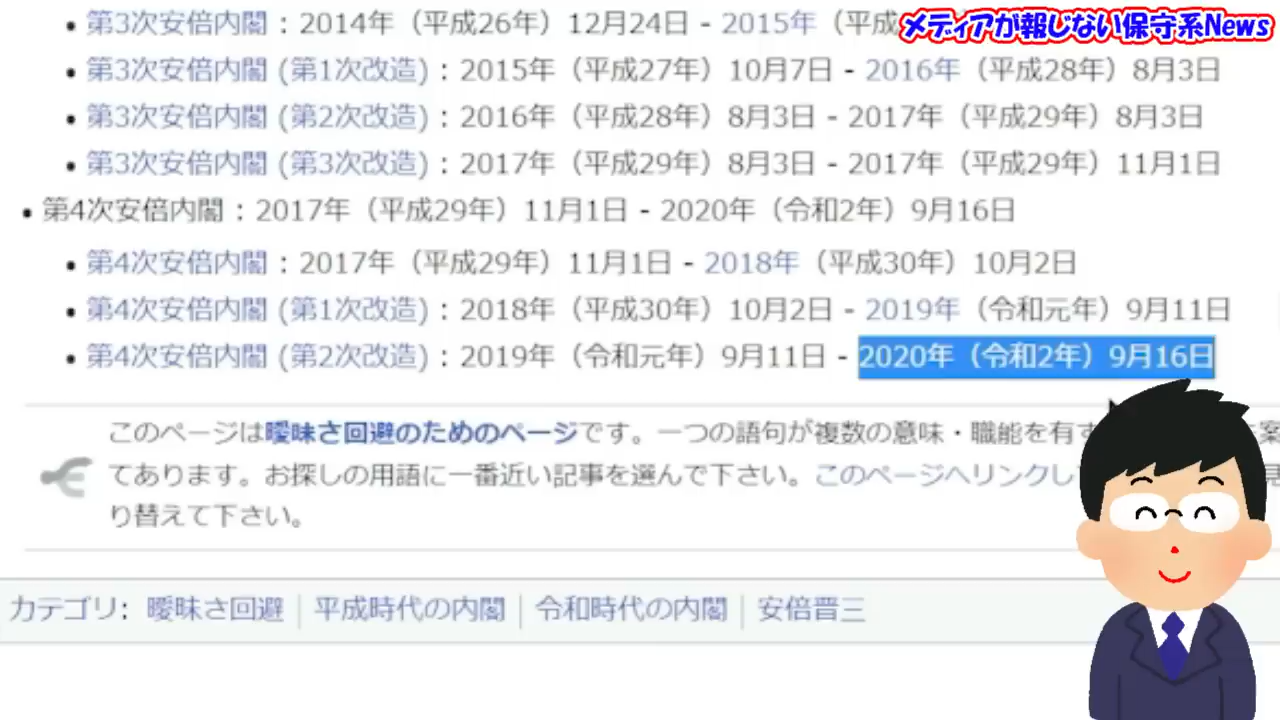 メディアが報じない保守系News
第3次安倍内閣：2014年（平成26年）12月24日 - 2015年（平成
第3次安倍内閣 (第1次改造)：2015年（平成27年）10月7日 - 2016年（平成28年）8月3日
第3次安倍内閣 (第2次改造)：2016年（平成28年）8月3日 - 2017年（平成29年）8月3日
第3次安倍内閣 (第3次改造)：2017年（平成29年）8月3日 - 2017年（平成29年）11月1日
第4次安倍内閣：2017年（平成29年）11月1日 - 2020年（令和2年）9月16日
第4次安倍内閣：2017年（平成29年）11月1日 - 2018年（平成30年）10月2日
第4次安倍内閣 (第1次改造)：2018年（平成30年）10月2日 - 2019年（令和元年）9月11日
第4次安倍内閣 (第2次改造)：2019年（令和元年）9月11日 - 2020年（令和2年）9月16日
このページは曖昧さ回避のためのページです。一つの語句が複数の意味・職能を有す
てあります。お探しの用語に一番近い記事を選んで下さい。このページへリンクし
り替えて下さい。
カテゴリ: 曖昧さ回避 | 平成時代の内閣 | 令和時代の内閣 | 安倍晋三